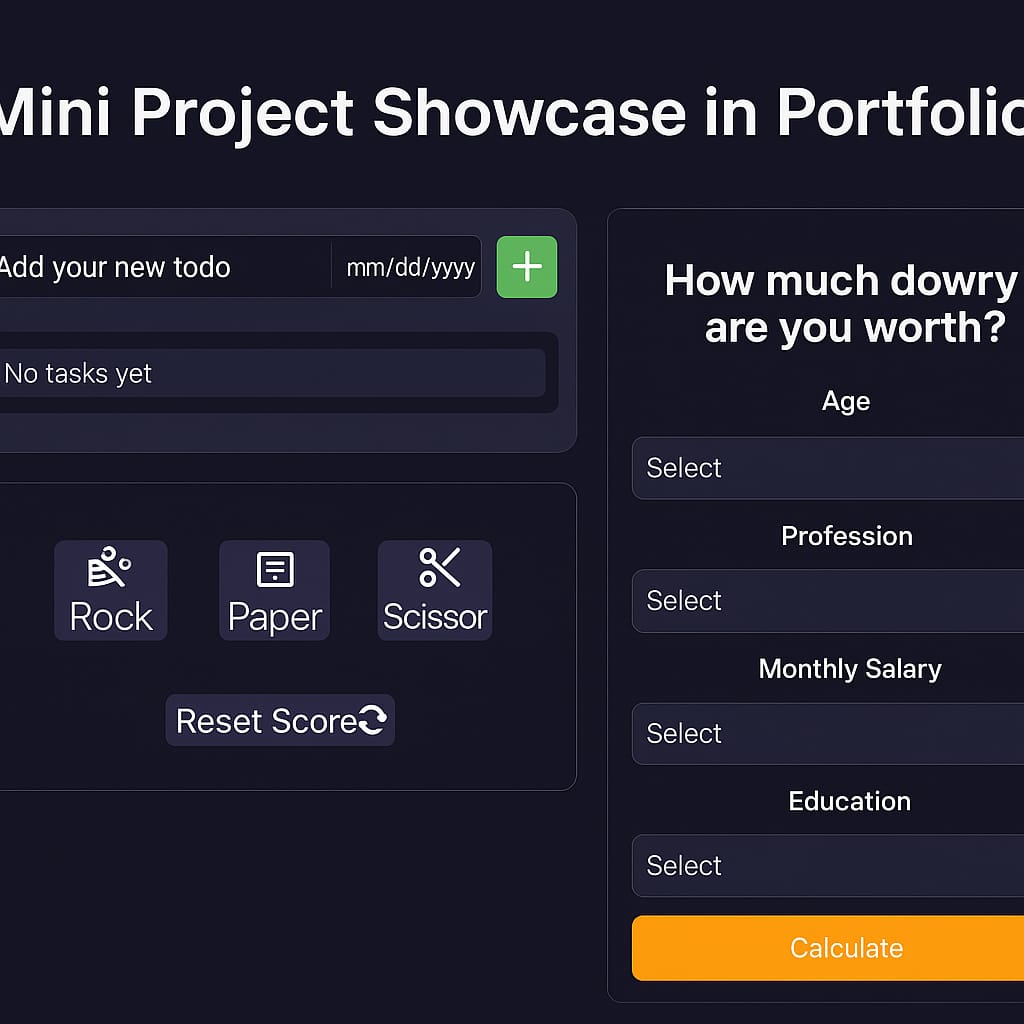 Mini Project Showcase in Portfolio
Add your new todo
mm/dd/yyyy
No tasks yet
Rock
Paper
Scissor
Reset Score
How much dowry
are you worth?
Age
Select
Profession
Select
Monthly Salary
Select
Education
Select
Calculate